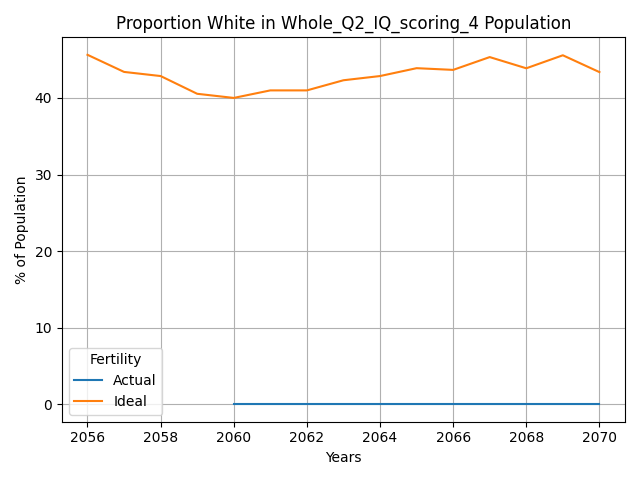 Proportion White in Whole_Q2_IQ_scoring_4 Population
% of Population
40
30
20
10
0
Fertility
Actual
Ideal
2056 2058 2060 2062 2064 2066 2068 2070
Years